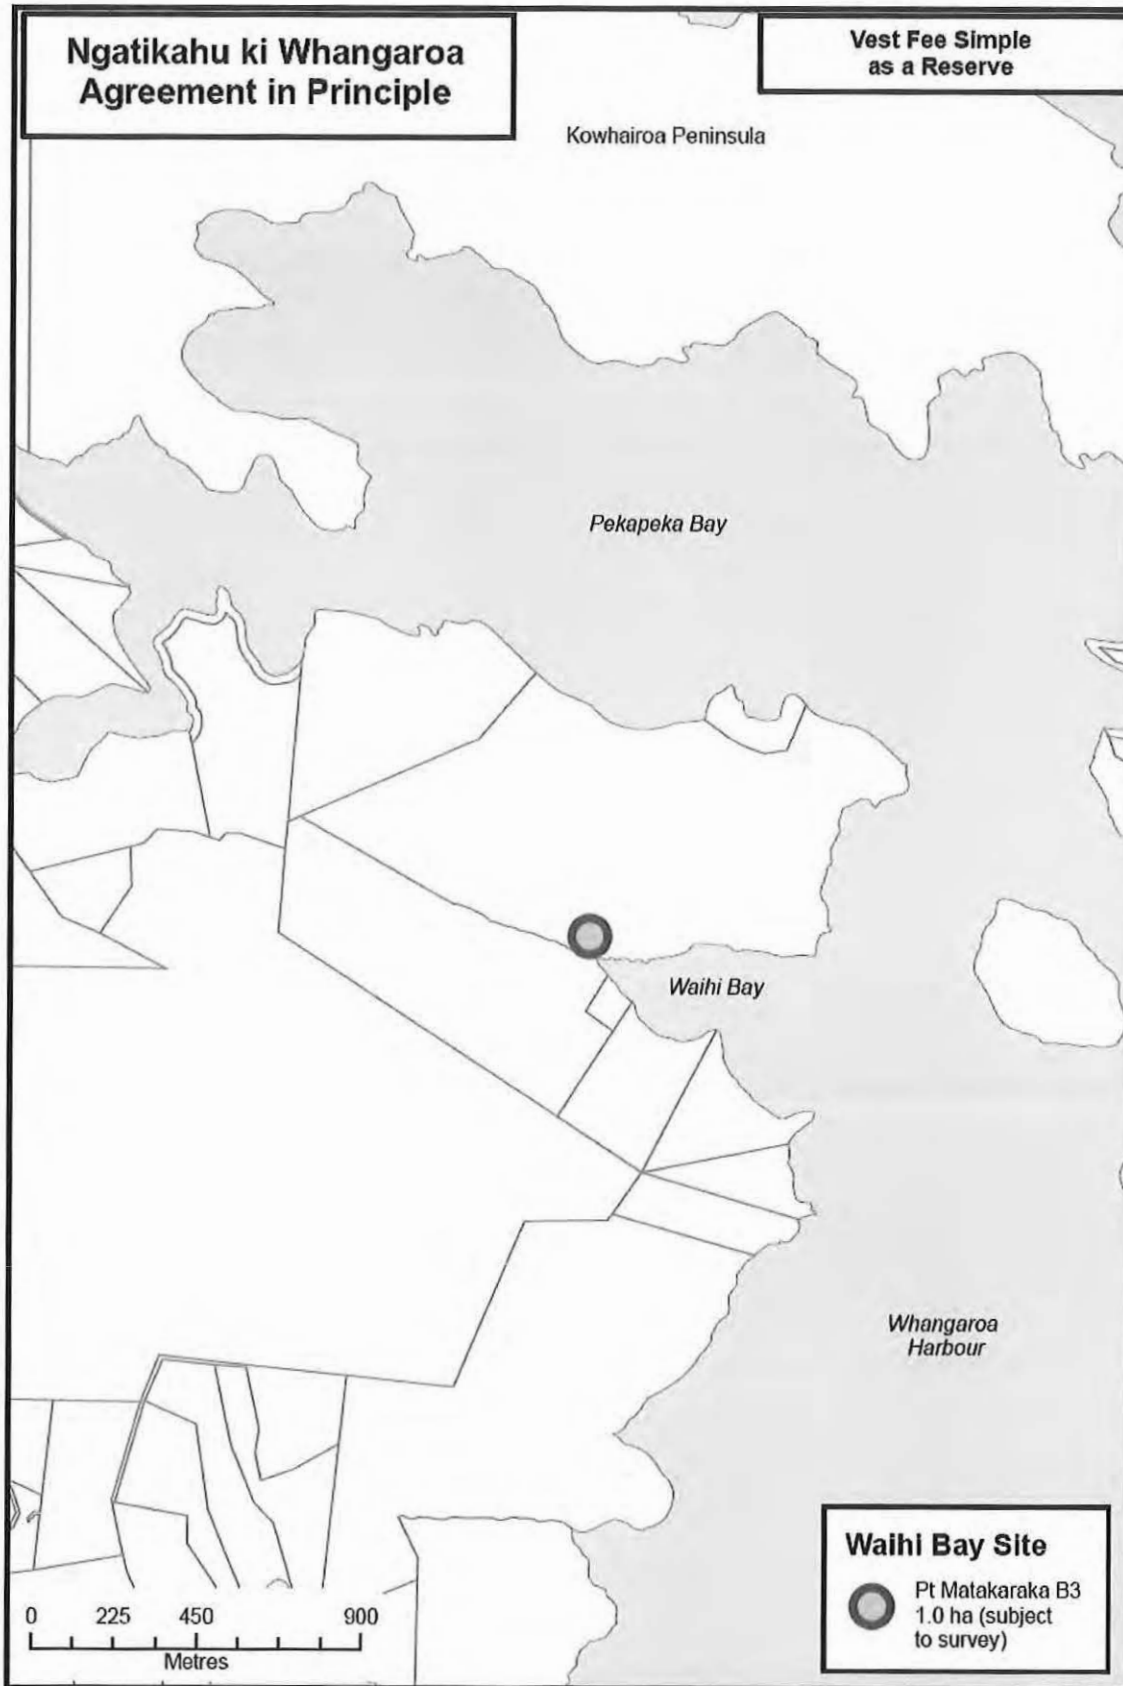 Ngatikahu ki Whangaroa
Agreement in Principle
Vest Fee Simple
as a Reserve
Kowhairoa Peninsula
Pekapeka Bay
Waihi Bay
Whangaroa
Harbour
Waihi Bay Site
Pt Matakaraka B3
1.0 ha (subject
to survey)
0 225 450 900
Metres